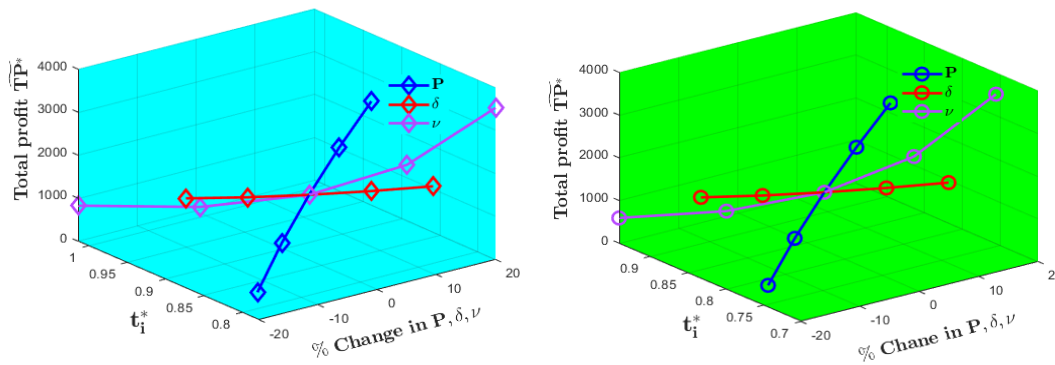 Total profit T͠P*
4000
3000
2000
1000
0
1
0.95
0.9
0.85
0.8
t_i^*
-20
-10
0
10
20
% Change in P, δ, ν
P
δ
ν
Total profit T͠P*
4000
3000
2000
1000
0
0.9
0.85
0.8
0.75
0.7
t_i^*
-20
-10
0
10
2
% Chane in P, δ, ν
P
δ
ν